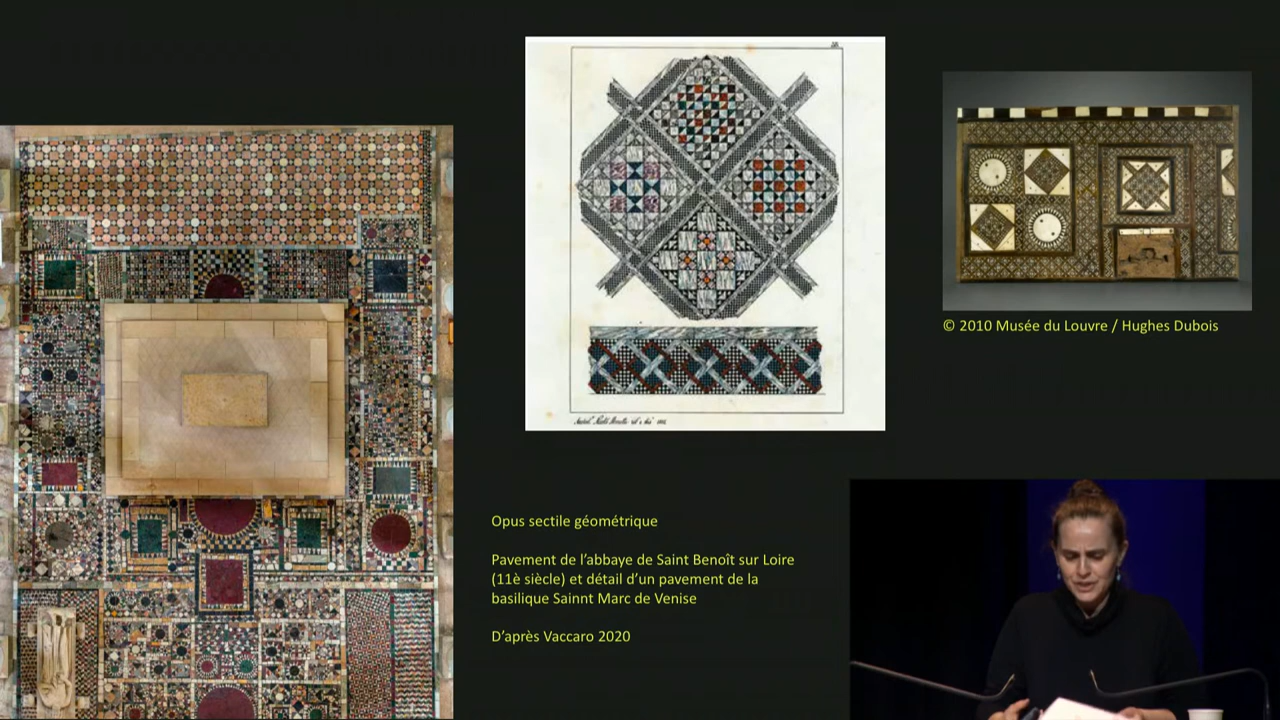 © 2010 Musée du Louvre / Hughes Dubois
Opus sectile géométrique
Pavement de l’abbaye de Saint Benoît sur Loire
(11è siècle) et détail d’un pavement de la
basilique Sainnt Marc de Venise
D’après Vaccaro 2020